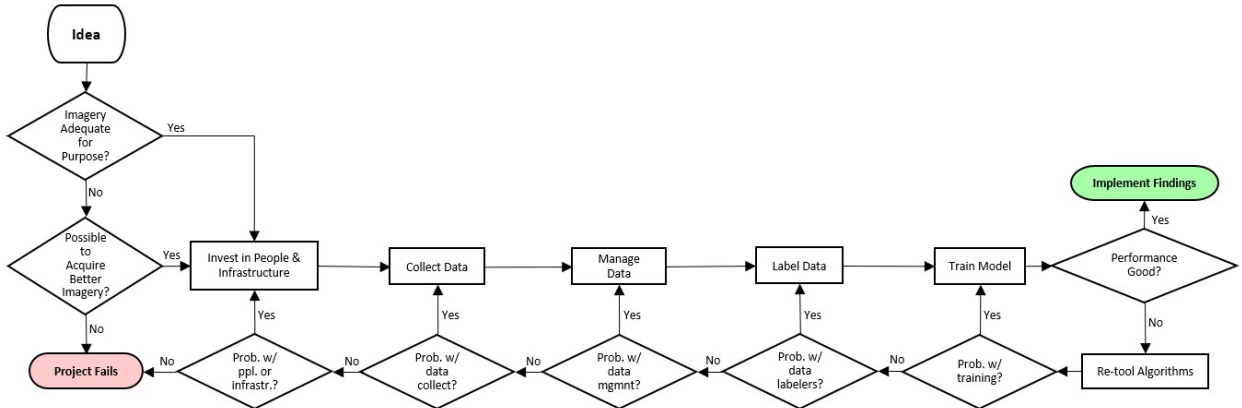 Idea
Imagery
Adequate
for
Purpose?
Yes
No
Possible
to
Acquire
Better
Imagery?
Yes
No
Project Fails
Invest in People &
Infrastructure
Collect Data
Manage
Data
Label Data
Train Model
Performance
Good?
Yes
Implement Findings
No
Re-tool Algorithms
Prob. w/
training?
Yes
No
Prob. w/
data
labelers?
Yes
No
Prob. w/
data
mgmnt?
Yes
No
Prob. w/
data
collect?
Yes
No
Prob. w/
ppl. or
infrastr.?
Yes
No